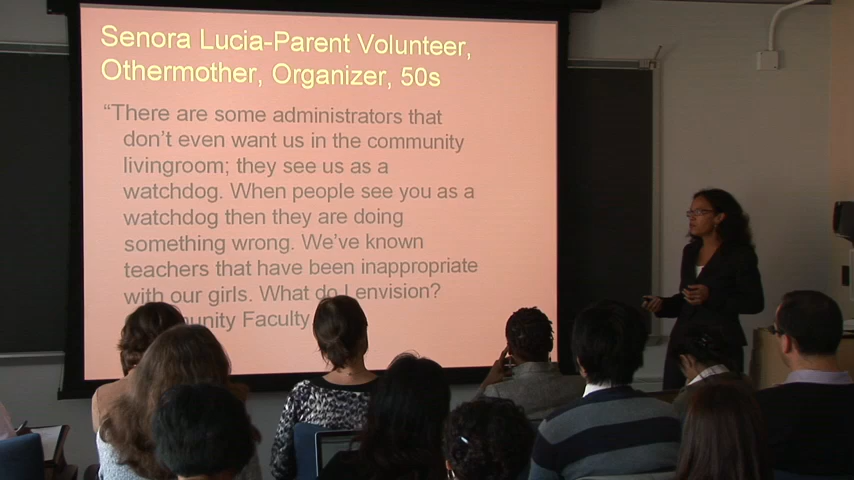 Senora Lucia-Parent Volunteer,
Othermother, Organizer, 50s
“There are some administrators that
don’t even want us in the community
livingroom; they see us as a
watchdog. When people see you as a
watchdog then they are doing
something wrong. We’ve known
teachers that have been inappropriate
with our girls. What do I envision?
Faculty